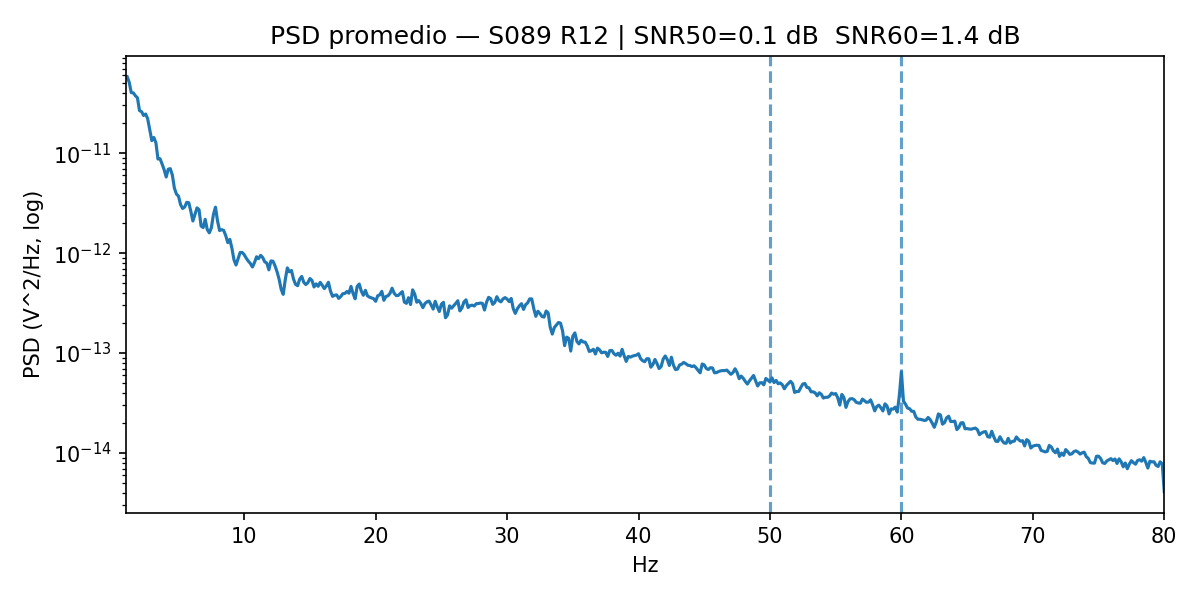 PSD promedio — S089 R12 | SNR50=0.1 dB  SNR60=1.4 dB
PSD (V^2/Hz, log)
10⁻¹¹
10⁻¹²
10⁻¹³
10⁻¹⁴
10 20 30 40 50 60 70 80
Hz